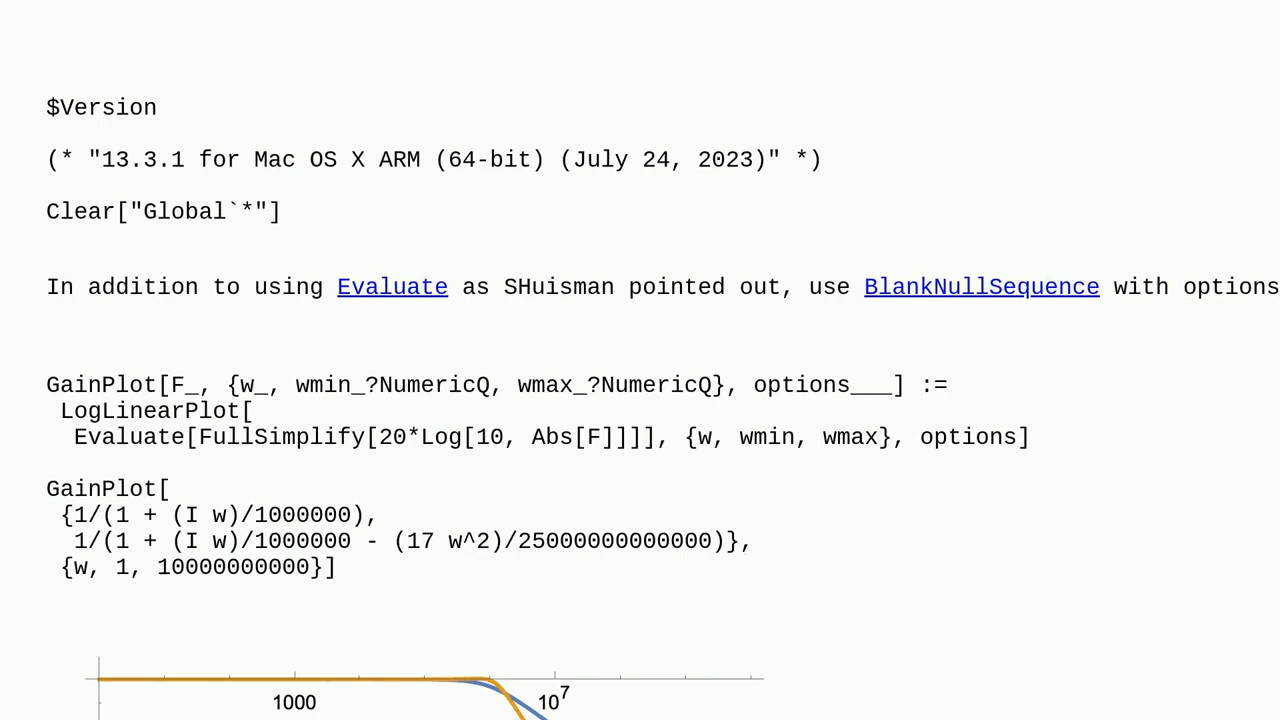 $Version
(* "13.3.1 for Mac OS X ARM (64-bit) (July 24, 2023)" *)
Clear["Global`*"]
In addition to using Evaluate as SHuisman pointed out, use BlankNullSequence with options
GainPlot[F_, {w_, wmin_?NumericQ, wmax_?NumericQ}, options___] :=
LogLinearPlot[
Evaluate[FullSimplify[20*Log[10, Abs[F]]]], {w, wmin, wmax}, options]
GainPlot[
{1/(1 + (I w)/1000000),
1/(1 + (I w)/1000000 - (17 w^2)/25000000000000)},
{w, 1, 10000000000}]
1000 10^7